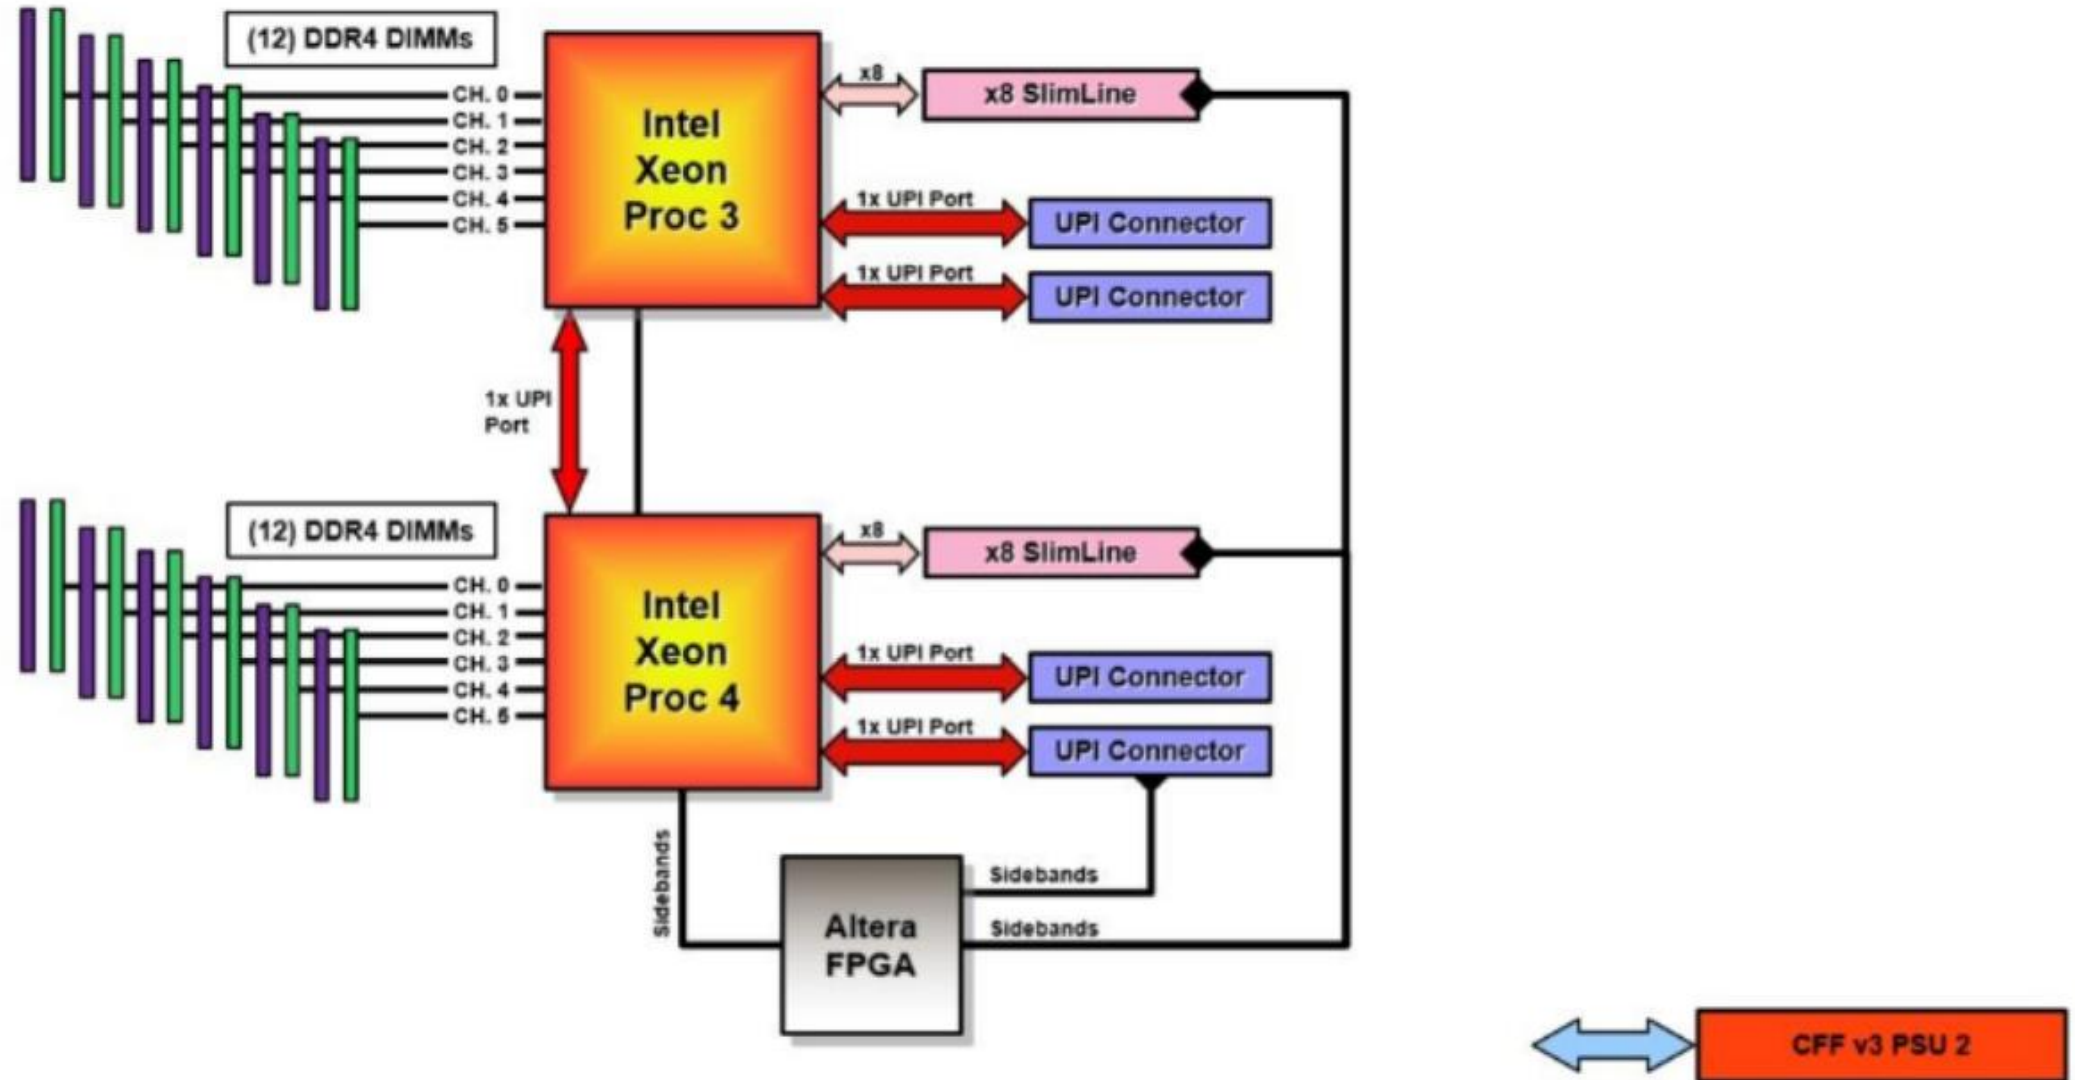 (12) DDR4 DIMMs
CH. 0
CH. 1
CH. 2
CH. 3
CH. 4
CH. 5
Intel
Xeon
Proc 3
x8
x8 SlimLine
1x UPI Port
UPI Connector
1x UPI Port
UPI Connector
1x UPI
Port
(12) DDR4 DIMMs
CH. 0
CH. 1
CH. 2
CH. 3
CH. 4
CH. 5
Intel
Xeon
Proc 4
x8
x8 SlimLine
1x UPI Port
UPI Connector
1x UPI Port
UPI Connector
Sidebands
Altera
FPGA
Sidebands
Sidebands
CFF v3 PSU 2